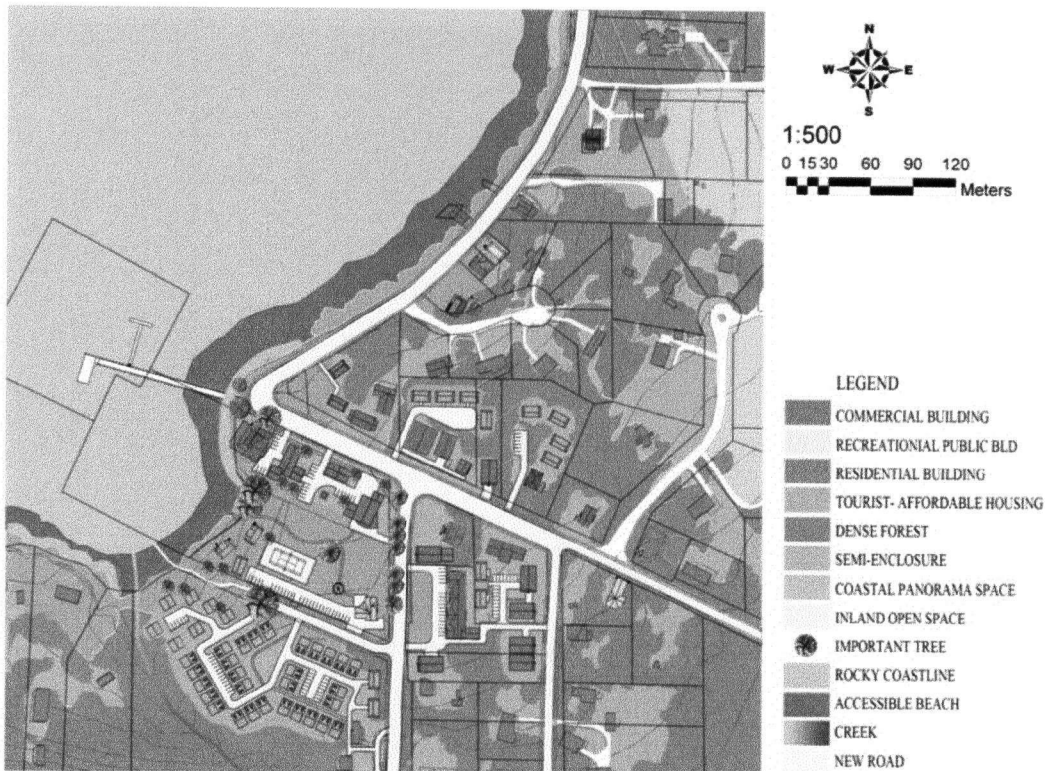 N
W E
S
1:500
0 15 30 60 90 120
Meters
LEGEND
COMMERCIAL BUILDING
RECREATIONIAL PUBLIC BLD
RESIDENTIAL BUILDING
TOURIST- AFFORDABLE HOUSING
DENSE FOREST
SEMI-ENCLOSURE
COASTAL PANORAMA SPACE
INLAND OPEN SPACE
IMPORTANT TREE
ROCKY COASTLINE
ACCESSIBLE BEACH
CREEK
NEW ROAD